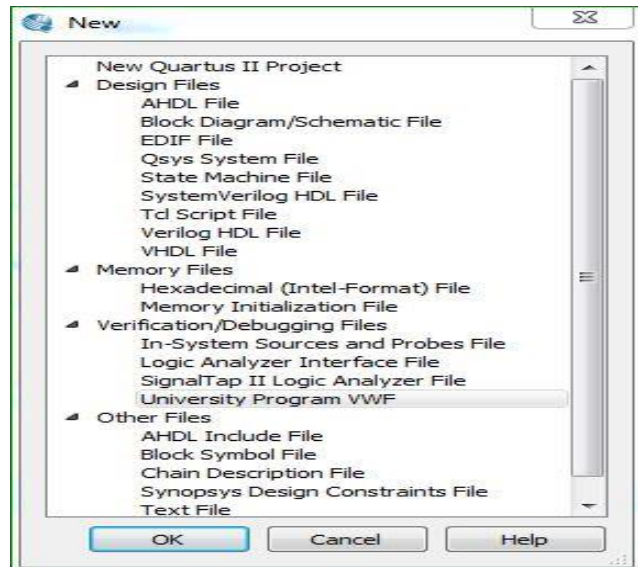 New
New Quartus II Project
Design Files
AHDL File
Block Diagram/Schematic File
EDIF File
Qsys System File
State Machine File
SystemVerilog HDL File
Tcl Script File
Verilog HDL File
VHDL File
Memory Files
Hexadecimal (Intel-Format) File
Memory Initialization File
Verification/Debugging Files
In-System Sources and Probes File
Logic Analyzer Interface File
SignalTap II Logic Analyzer File
University Program VWF
Other Files
AHDL Include File
Block Symbol File
Chain Description File
Synopsys Design Constraints File
Text File
OK Cancel Help